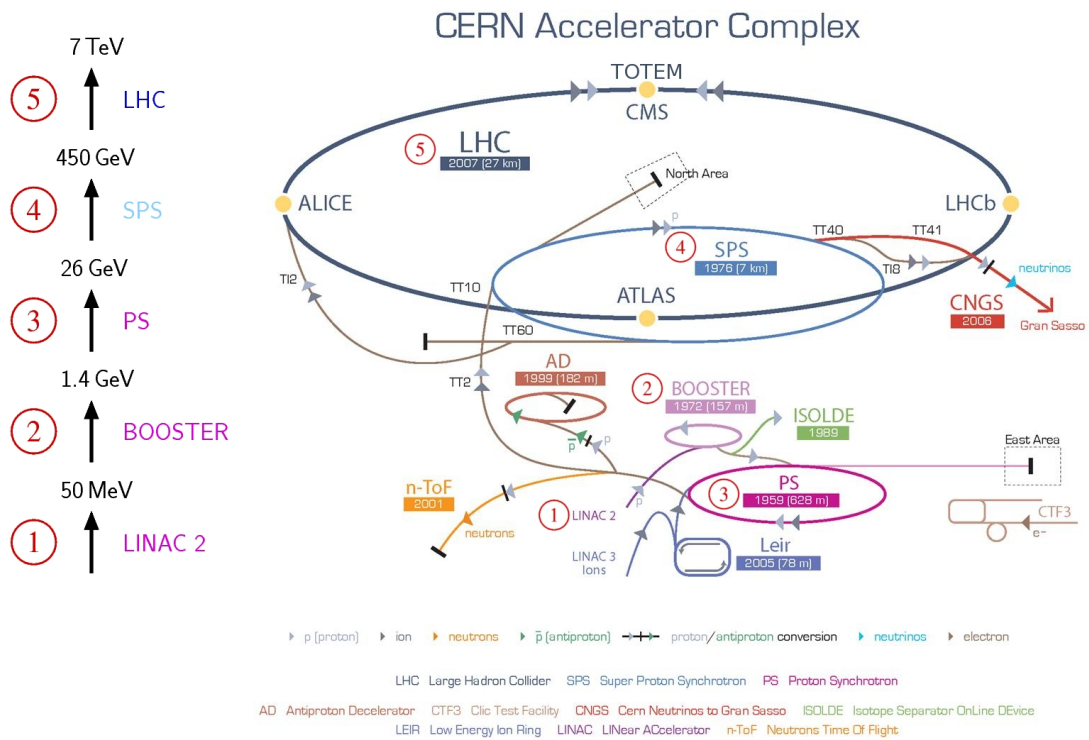 CERN Accelerator Complex
7 TeV
5
LHC
450 GeV
4
SPS
26 GeV
3
PS
1.4 GeV
2
BOOSTER
50 MeV
1
LINAC 2
TOTEM
CMS
5
LHC
2007 (27 km)
North Area
ALICE
LHCb
p
4
SPS
1976 (7 km)
TT40
TT41
TI8
TI2
TT10
ATLAS
neutrinos
CNGS
2006
Gran Sasso
TT60
AD
1999 (182 m)
TT2
2
BOOSTER
1972 (157 m)
ISOLDE
1989
p̅
p
East Area
n-ToF
2001
neutrons
1
LINAC 2
p
3
PS
1959 (628 m)
CTF3
e-
LINAC 3
Ions
Leir
2005 (78 m)
p (proton)
ion
neutrons
p̅ (antiproton)
proton/antiproton conversion
neutrinos
electron
LHC Large Hadron Collider SPS Super Proton Synchrotron PS Proton Synchrotron
AD Antiproton Decelerator CTF3 Clic Test Facility CNGS Cern Neutrinos to Gran Sasso ISOLDE Isotope Separator OnLine DEvice
LEIR Low Energy Ion Ring LINAC LINear ACcelerator n-ToF Neutrons Time Of Flight